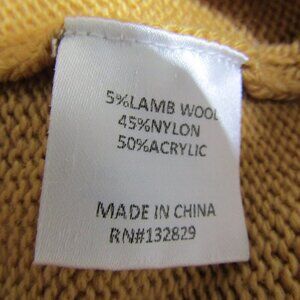 5%LAMB WOOL
45%NYLON
50%ACRYLIC
MADE IN CHINA
RN#132829